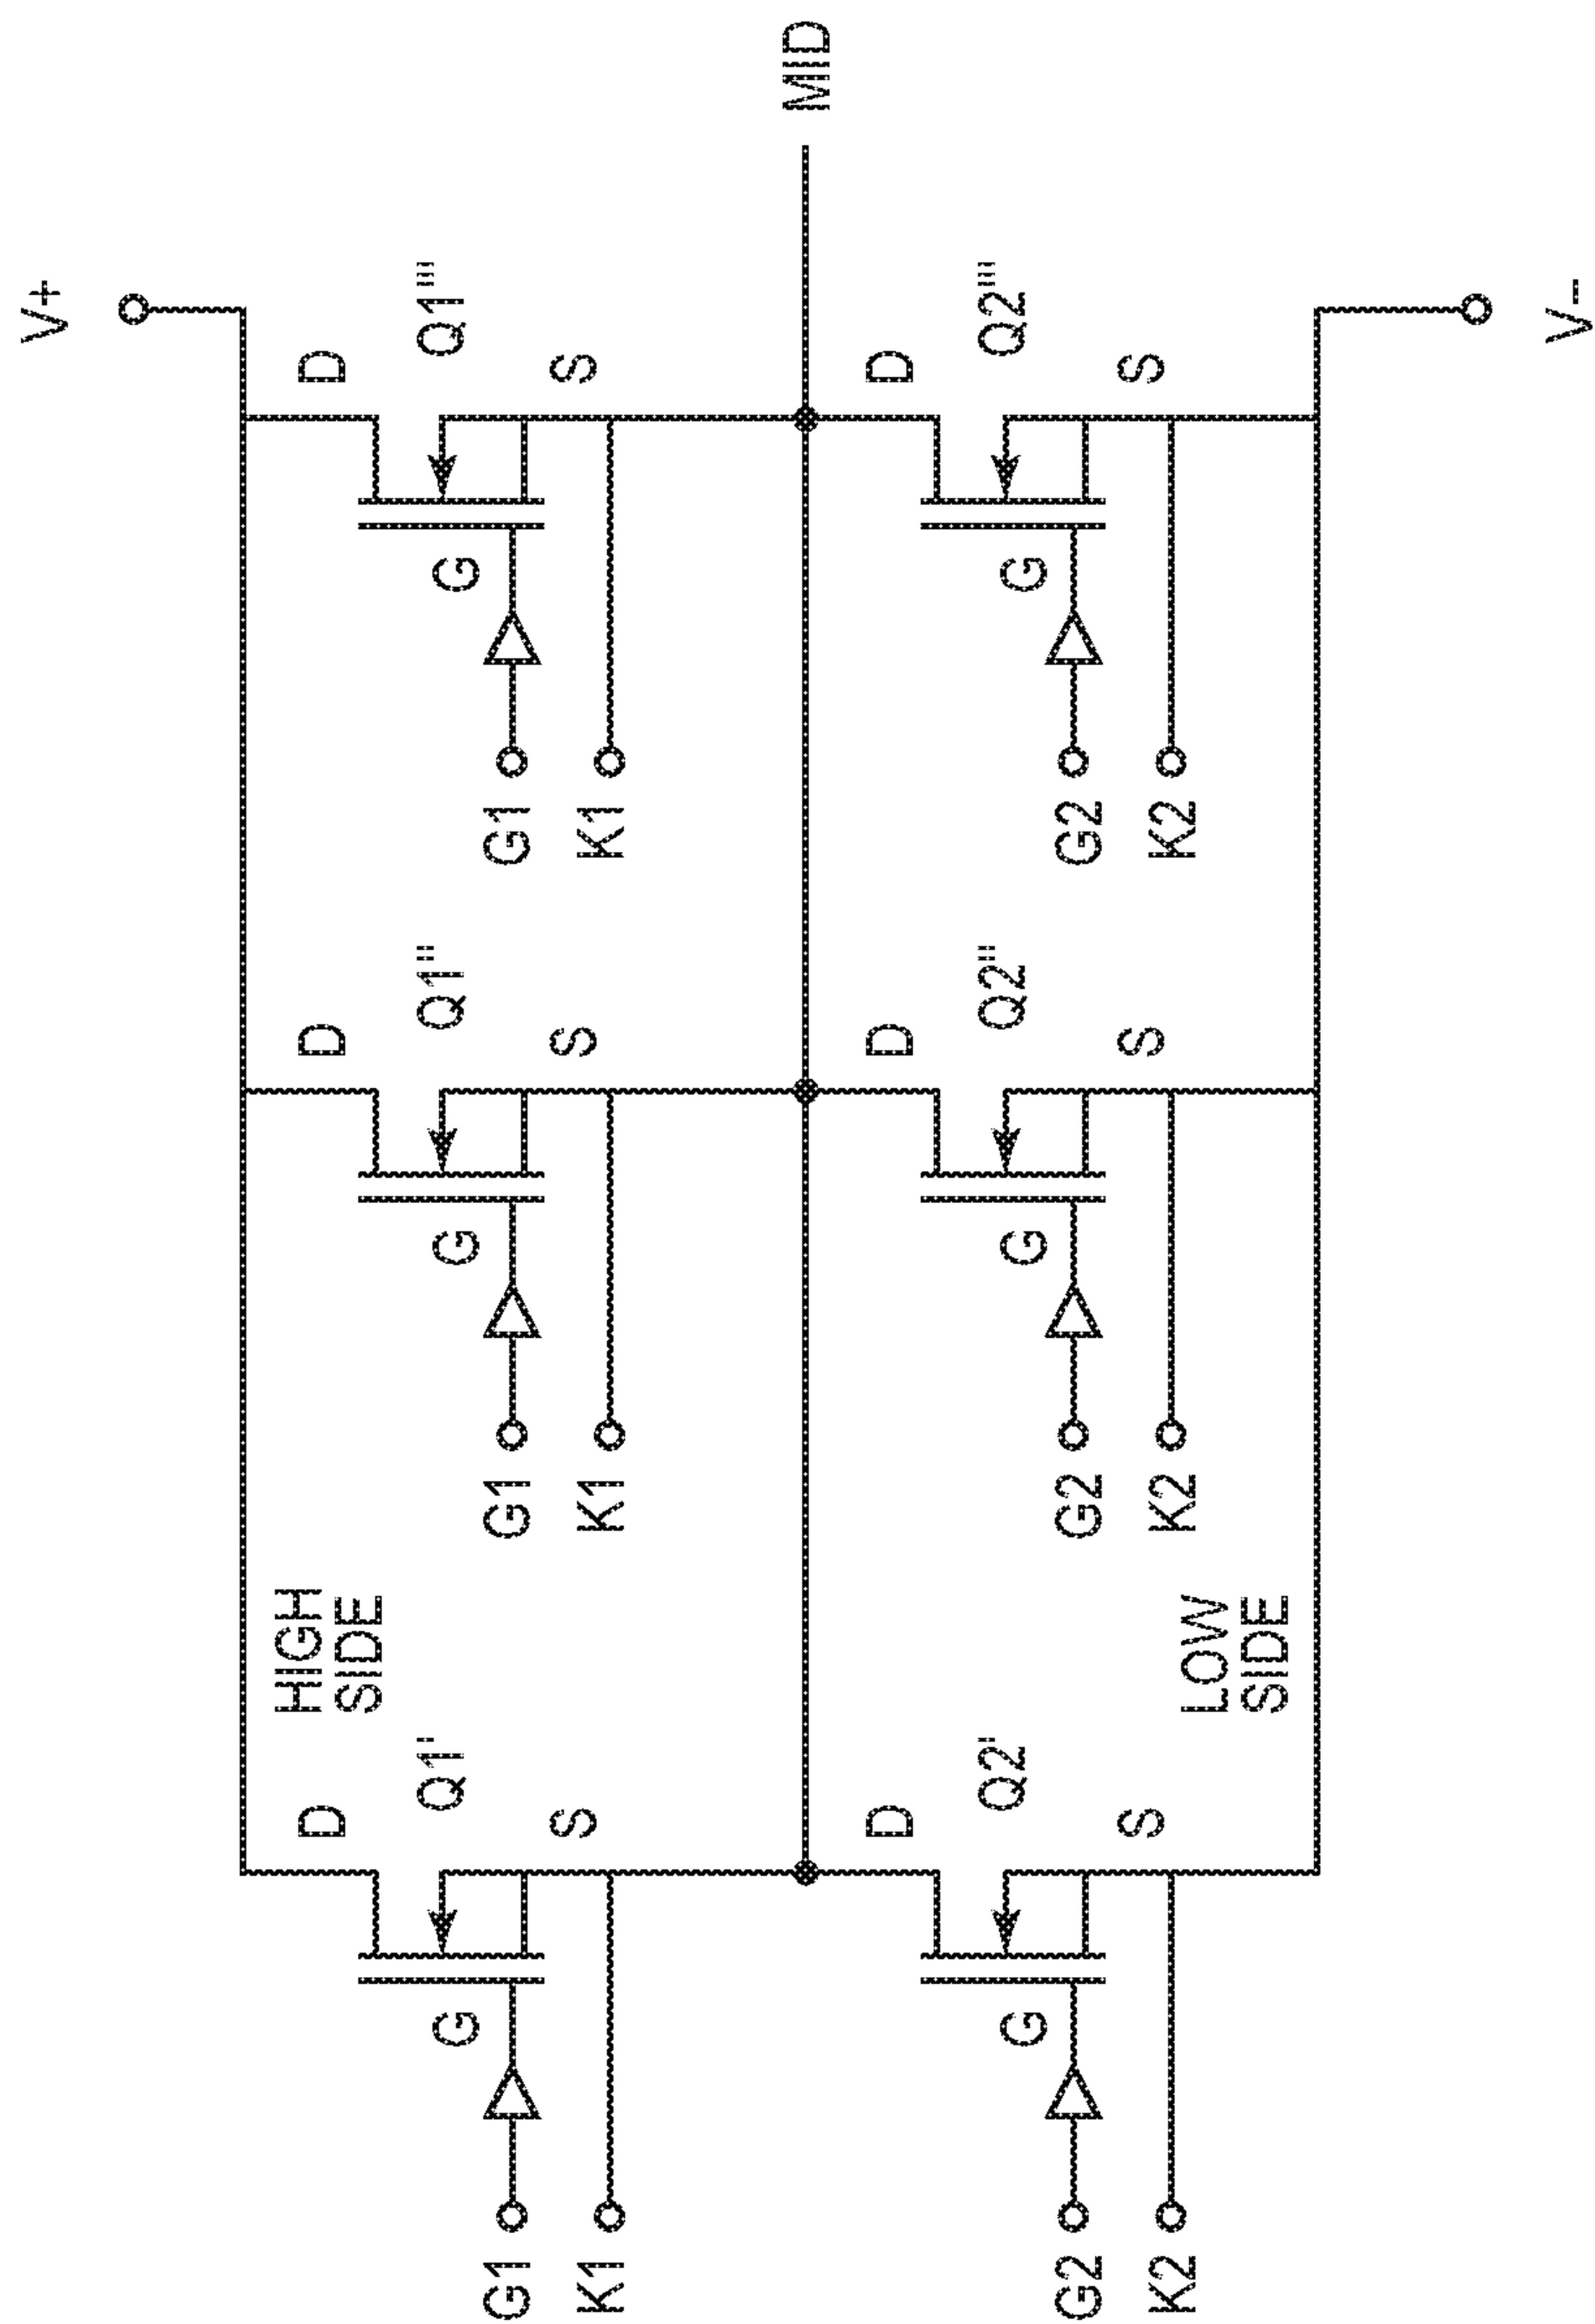 V+
HIGH
SIDE
D
D
D
Q1'
Q1''
Q1'''
G
G
G
G1
G1
G1
S
S
S
K1
K1
K1
MID
D
D
D
Q2'
Q2''
Q2'''
G
G
G
G2
G2
G2
S
S
S
K2
K2
K2
LOW
SIDE
V−